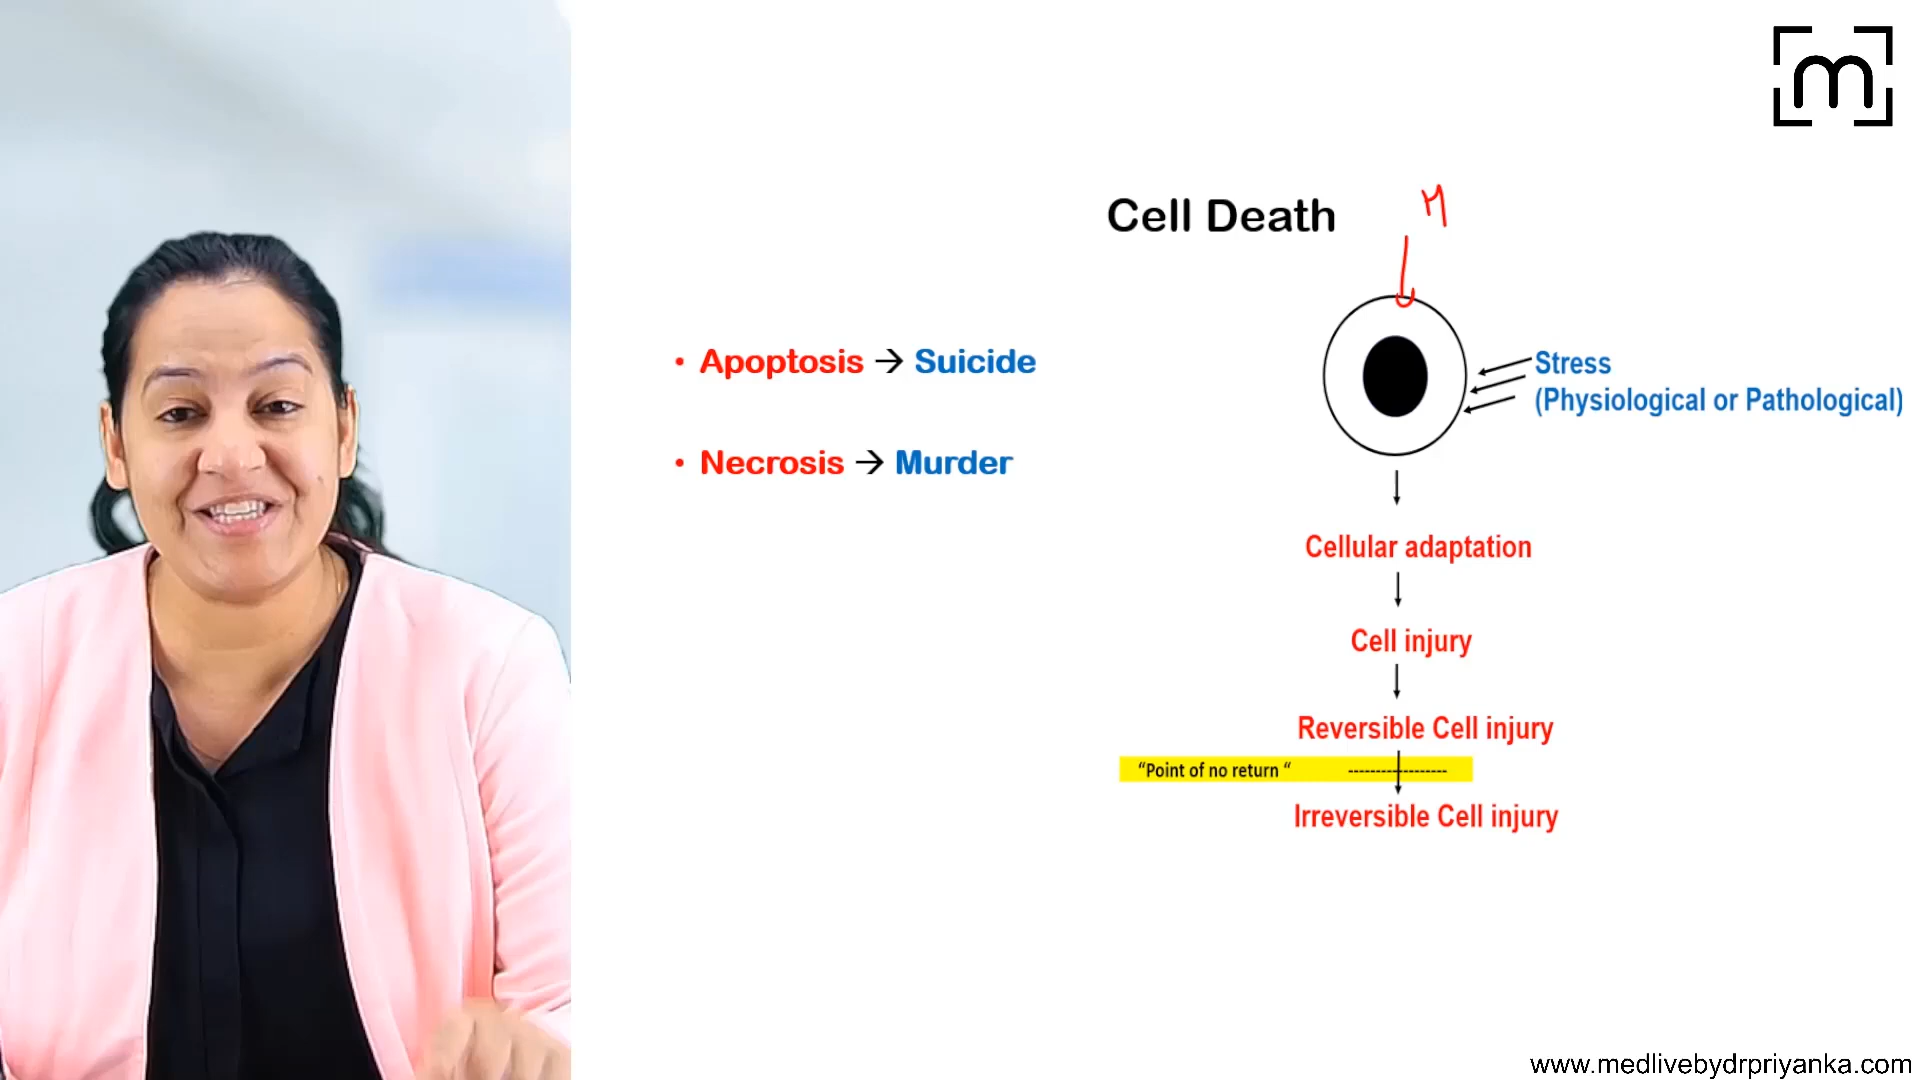 m
Cell Death
M
• Apoptosis → Suicide
• Necrosis → Murder
Stress
(Physiological or Pathological)
Cellular adaptation
Cell injury
Reversible Cell injury
“Point of no return “ ------------------
Irreversible Cell injury
www.medlivebydrpriyanka.com